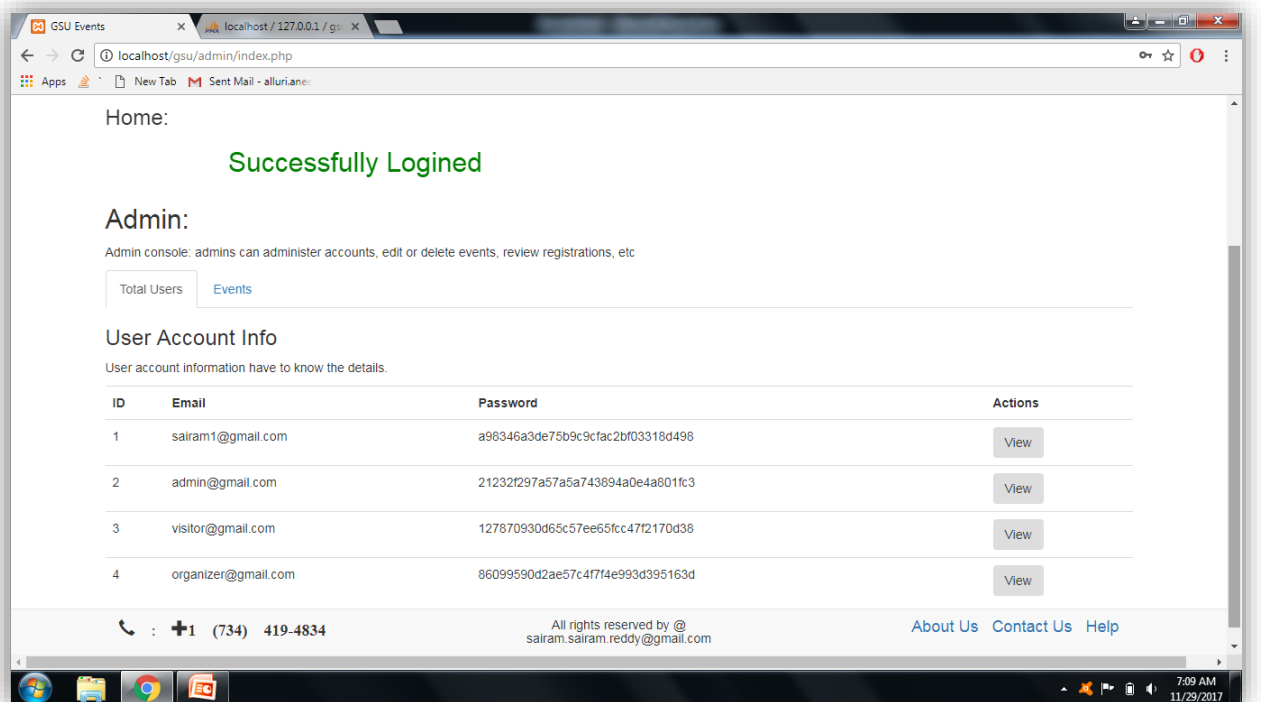 GSU Events
localhost / 127.0.0.1 / gsu
localhost/gsu/admin/index.php
Apps New Tab Sent Mail - alluri.anee
Home:
Successfully Logined
Admin:
Admin console: admins can administer accounts, edit or delete events, review registrations, etc
Total Users Events
User Account Info
User account information have to know the details.
ID Email Password Actions
1 sairam1@gmail.com a98346a3de75b9c9cfac2bf03318d498 View
2 admin@gmail.com 21232f297a57a5a743894a0e4a801fc3 View
3 visitor@gmail.com 127870930d65c57ee65fcc47f2170d38 View
4 organizer@gmail.com 86099590d2ae57c4f7f4e993d395163d View
: +1 (734) 419-4834
All rights reserved by @
sairam.sairam.reddy@gmail.com
About Us Contact Us Help
7:09 AM
11/29/2017